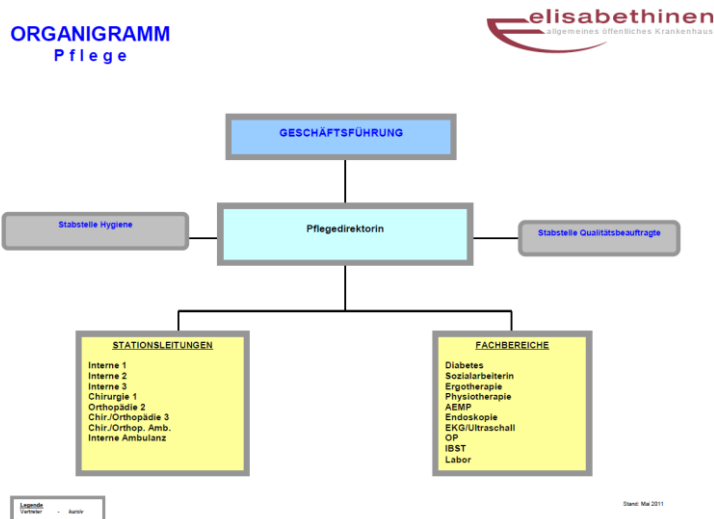 ORGANIGRAMM
Pflege
elisabethinen
allgemeines öffentliches Krankenhaus
GESCHÄFTSFÜHRUNG
Stabstelle Hygiene
Pflegedirektorin
Stabstelle Qualitätsbeauftragte
STATIONSLEITUNGEN
Interne 1
Interne 2
Interne 3
Chirurgie 1
Orthopädie 2
Chir./Orthopädie 3
Chir./Orthop. Amb.
Interne Ambulanz
FACHBEREICHE
Diabetes
Sozialarbeiterin
Ergotherapie
Physiotherapie
AEMP
Endoskopie
EKG/Ultraschall
OP
IBST
Labor
Legende
Vertreter - kursiv
Stand: Mai 2011